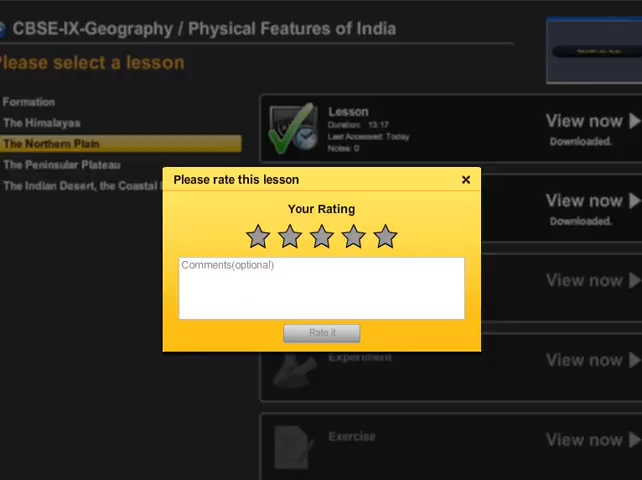 CBSE-IX-Geography / Physical Features of India
Please select a lesson
Formation
The Himalayas
The Northern Plain
The Peninsular Plateau
The Indian Desert, the Coastal
Lesson
Duration: 13:17
Last Accessed: Today
Notes: 0
View now
Downloaded.
Please rate this lesson
Your Rating
Comments(optional)
Rate it
View now
Downloaded.
View now
Experiment
View now
Exercise
View now